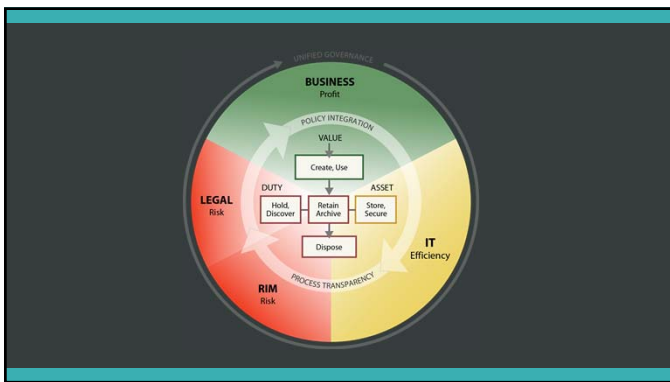 UNIFIED GOVERNANCE
BUSINESS
Profit
POLICY INTEGRATION
VALUE
Create, Use
DUTY
ASSET
LEGAL
Risk
Hold,
Discover
Retain
Archive
Store,
Secure
IT
Efficiency
Dispose
RIM
Risk
PROCESS TRANSPARENCY